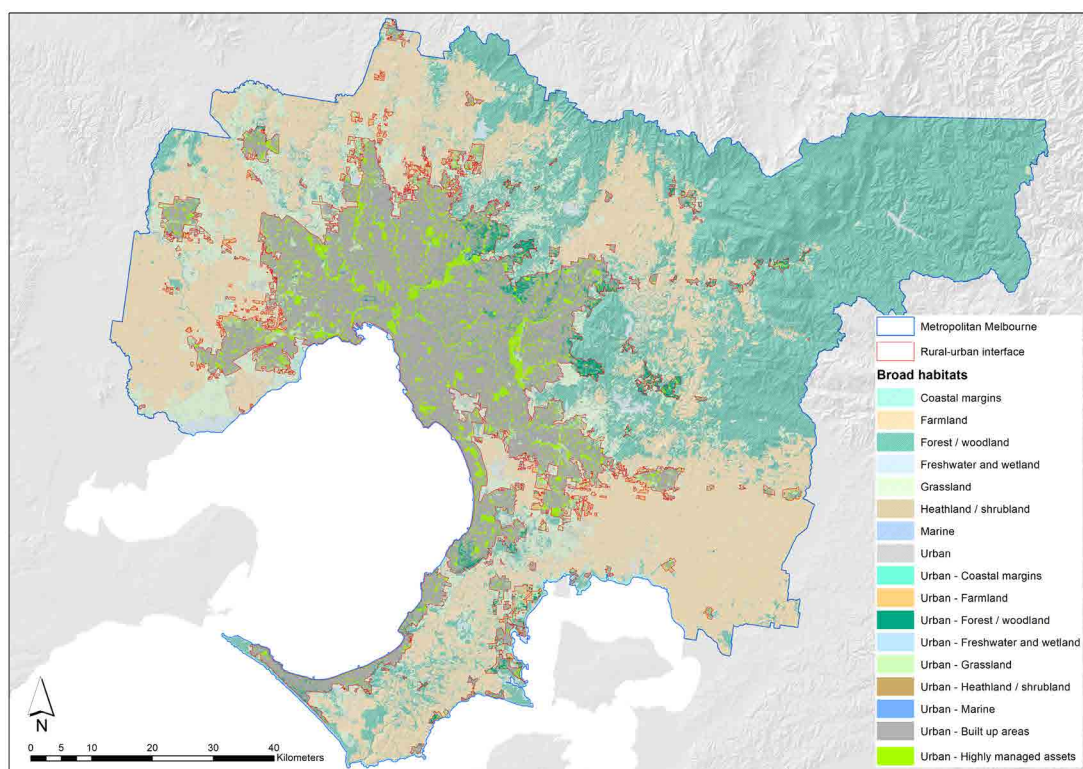 Metropolitan Melbourne
Rural-urban interface
Broad habitats
Coastal margins
Farmland
Forest / woodland
Freshwater and wetland
Grassland
Heathland / shrubland
Marine
Urban
Urban - Coastal margins
Urban - Farmland
Urban - Forest / woodland
Urban - Freshwater and wetland
Urban - Grassland
Urban - Heathland / shrubland
Urban - Marine
Urban - Built up areas
Urban - Highly managed assets
N
0 5 10 20 30 40
Kilometers